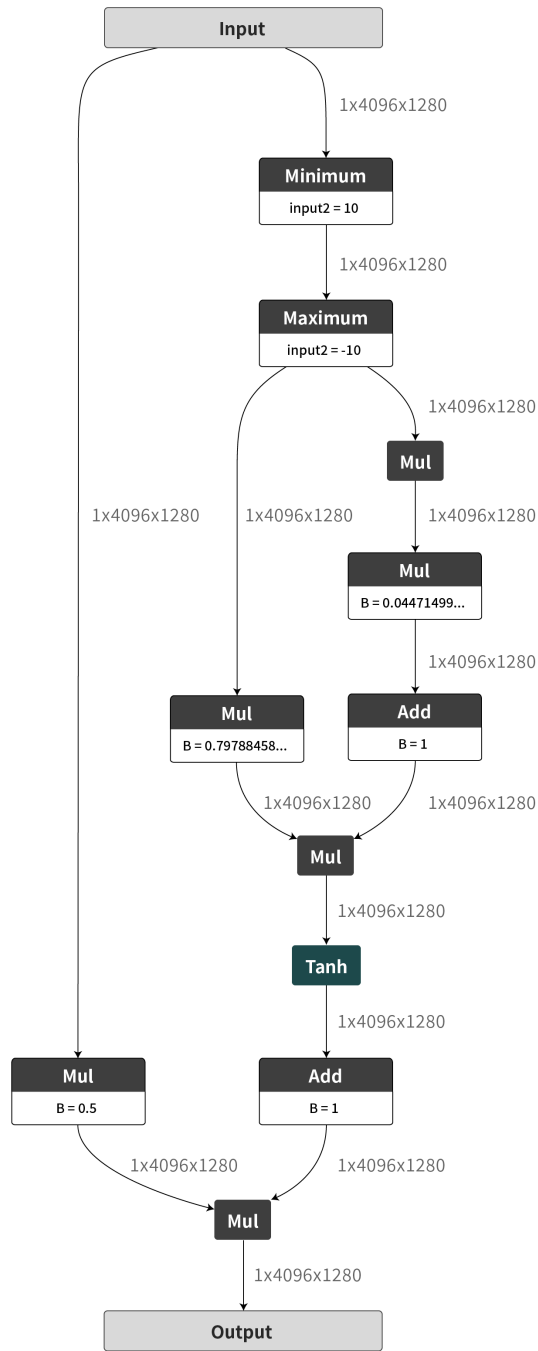 Input
1x4096x1280
Minimum
input2 = 10
1x4096x1280
Maximum
input2 = -10
1x4096x1280
Mul
1x4096x1280
1x4096x1280
1x4096x1280
Mul
B = 0.04471499...
1x4096x1280
Mul
B = 0.79788458...
Add
B = 1
1x4096x1280
1x4096x1280
Mul
1x4096x1280
Tanh
1x4096x1280
Mul
B = 0.5
Add
B = 1
1x4096x1280
1x4096x1280
Mul
1x4096x1280
Output